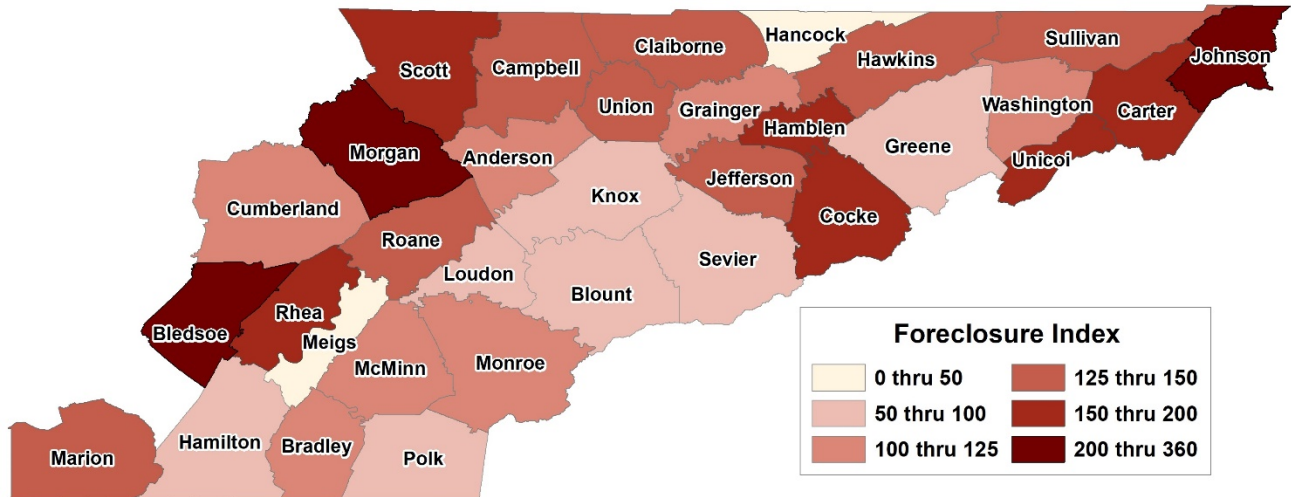 Hancock
Sullivan
Claiborne
Johnson
Hawkins
Scott
Campbell
Union
Grainger
Washington
Carter
Hamblen
Greene
Morgan
Anderson
Unicoi
Jefferson
Knox
Cumberland
Cocke
Roane
Sevier
Loudon
Blount
Rhea
Bledsoe
Meigs
McMinn
Monroe
Hamilton
Bradley
Polk
Marion
Foreclosure Index
0 thru 50
50 thru 100
100 thru 125
125 thru 150
150 thru 200
200 thru 360